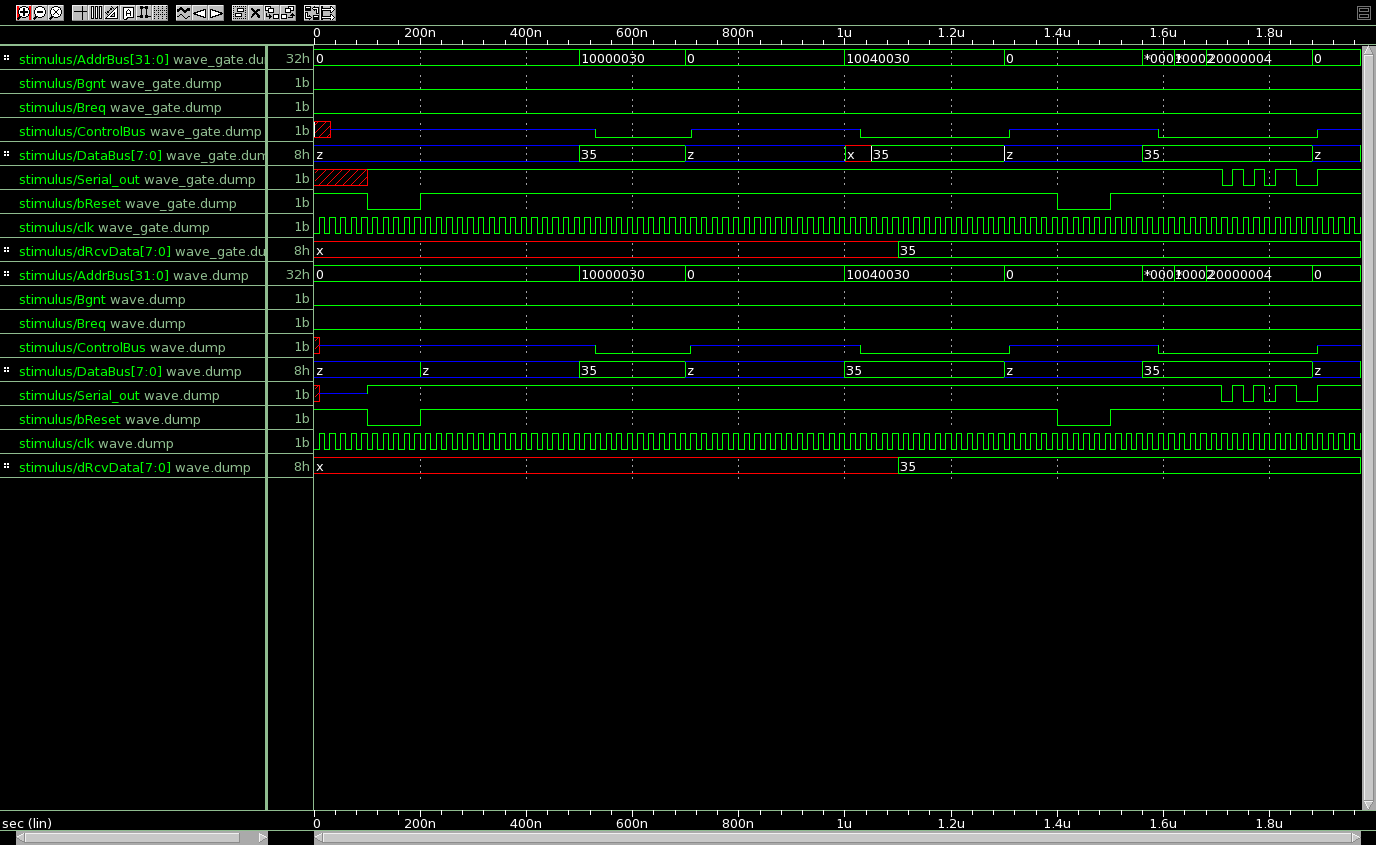 0 200n 400n 600n 800n 1u 1.2u 1.4u 1.6u 1.8u
stimulus/AddrBus[31:0] wave_gate.du 32h 0 10000030 0 10040030 0 20000004 0
stimulus/Bgnt wave_gate.dump 1b
stimulus/Breq wave_gate.dump 1b
stimulus/ControlBus wave_gate.dump 1b
stimulus/DataBus[7:0] wave_gate.dum 8h z 35 z x 35 z 35 z
stimulus/Serial_out wave_gate.dump 1b
stimulus/bReset wave_gate.dump 1b
stimulus/clk wave_gate.dump 1b
stimulus/dRcvData[7:0] wave_gate.du 8h x 35
stimulus/AddrBus[31:0] wave.dump 32h 0 10000030 0 10040030 0 20000004 0
stimulus/Bgnt wave.dump 1b
stimulus/Breq wave.dump 1b
stimulus/ControlBus wave.dump 1b
stimulus/DataBus[7:0] wave.dump 8h z z 35 z 35 z 35 z
stimulus/Serial_out wave.dump 1b
stimulus/bReset wave.dump 1b
stimulus/clk wave.dump 1b
stimulus/dRcvData[7:0] wave.dump 8h x 35
sec (lin) 0 200n 400n 600n 800n 1u 1.2u 1.4u 1.6u 1.8u